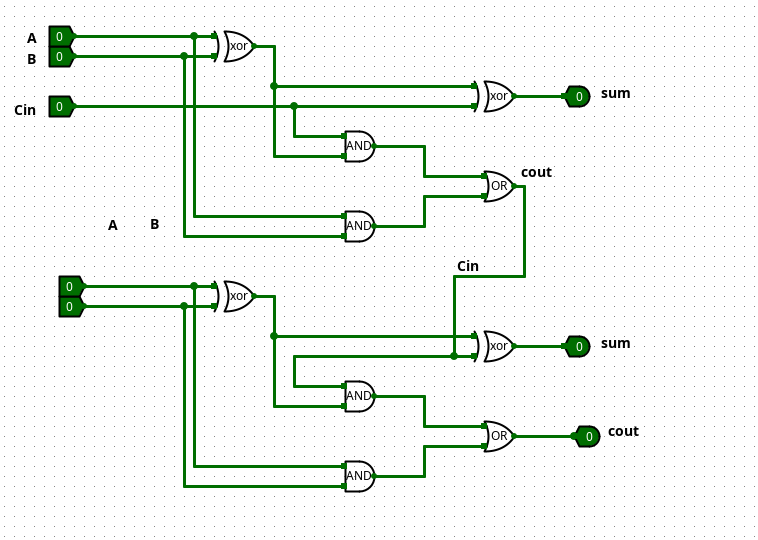 A 0 xor
B 0
xor 0 sum
Cin 0
AND
OR cout
AND
A B
Cin
0 xor
0
xor 0 sum
AND
OR 0 cout
AND